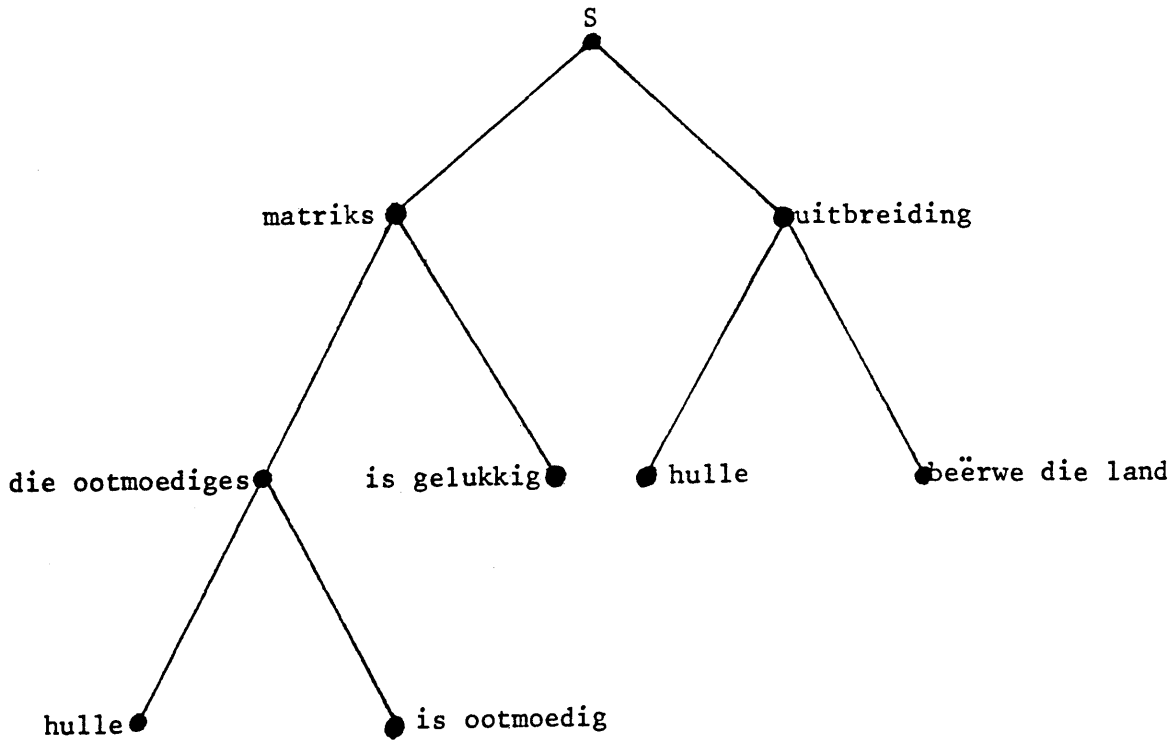 S
matriks uitbreiding
die ootmoediges is gelukkig hulle beërwe die land
hulle is ootmoedig